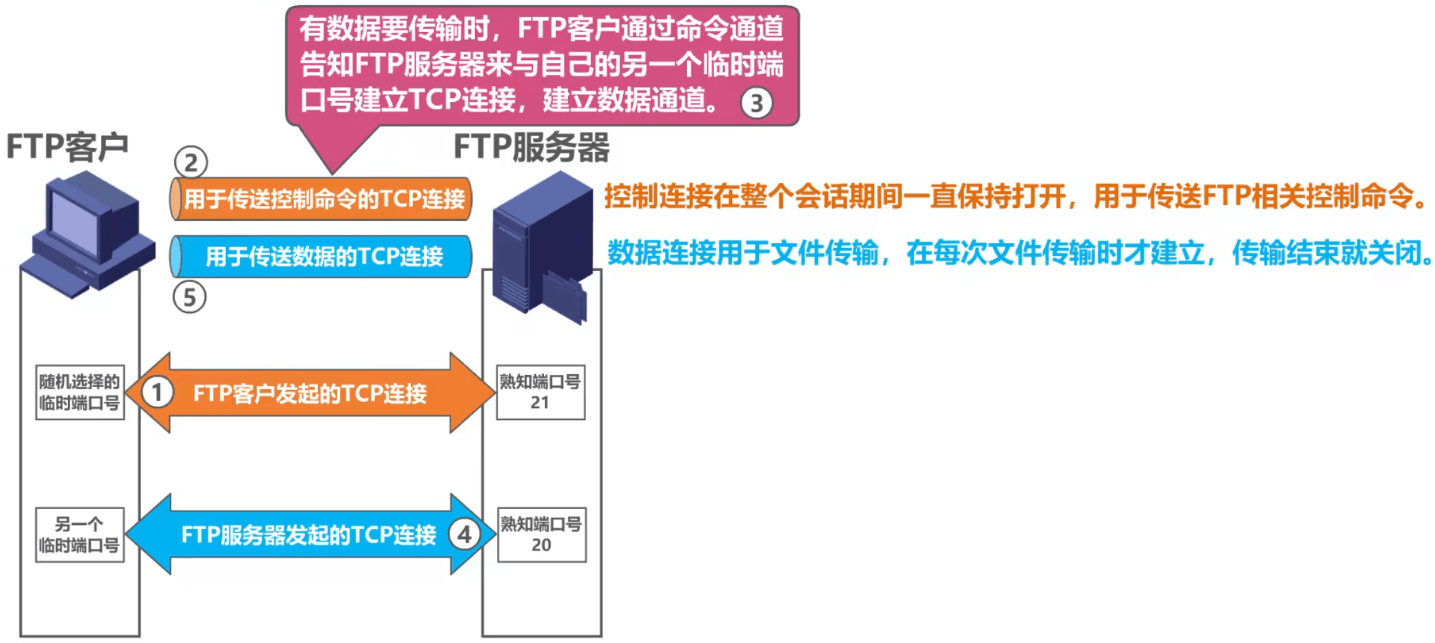 有数据要传输时，FTP客户通过命令通道
告知FTP服务器来与自己的另一个临时端
口号建立TCP连接，建立数据通道。 ③
FTP客户
FTP服务器
②
用于传送控制命令的TCP连接
控制连接在整个会话期间一直保持打开，用于传送FTP相关控制命令。
用于传送数据的TCP连接
数据连接用于文件传输，在每次文件传输时才建立，传输结束就关闭。
⑤
随机选择的
临时端口号
① FTP客户发起的TCP连接
熟知端口号
21
另一个
临时端口号
FTP服务器发起的TCP连接 ④
熟知端口号
20